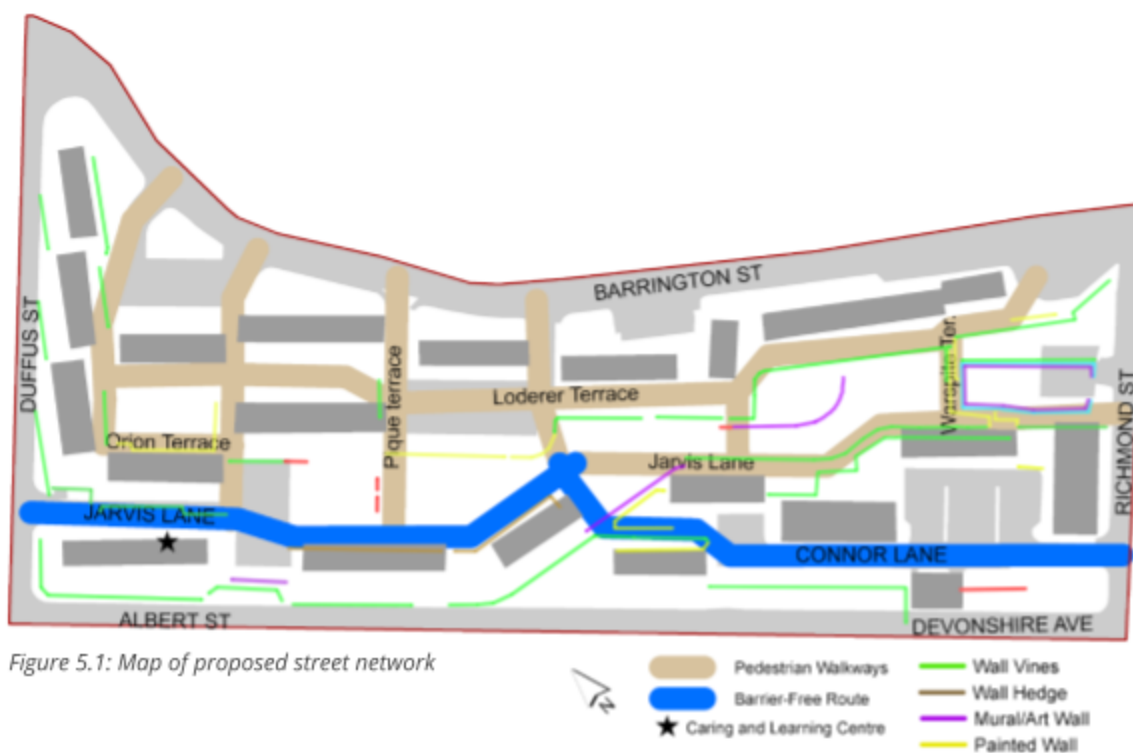 BARRINGTON ST
DUFFUS ST
Pique terrace
Loderer Terrace
Warspite Ter.
RICHMOND ST
Orion Terrace
Jarvis Lane
JARVIS LANE
CONNOR LANE
ALBERT ST
DEVONSHIRE AVE
Figure 5.1: Map of proposed street network
N
Pedestrian Walkways
Barrier-Free Route
Caring and Learning Centre
Wall Vines
Wall Hedge
Mural/Art Wall
Painted Wall